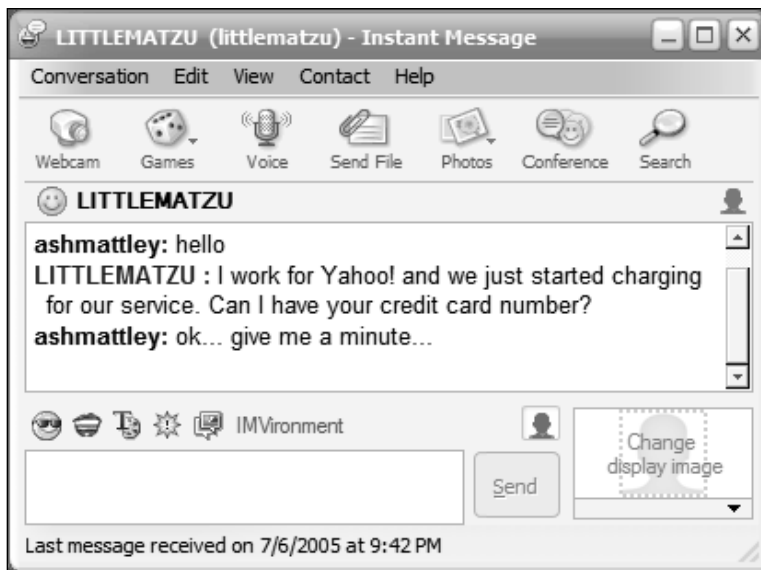 LITTLEMATZU (littlematzu) - Instant Message
Conversation Edit View Contact Help
Webcam Games Voice Send File Photos Conference Search
LITTLEMATZU
ashmattley: hello
LITTLEMATZU : I work for Yahoo! and we just started charging
for our service. Can I have your credit card number?
ashmattley: ok... give me a minute...
IMVironment
Change
display image
Send
Last message received on 7/6/2005 at 9:42 PM